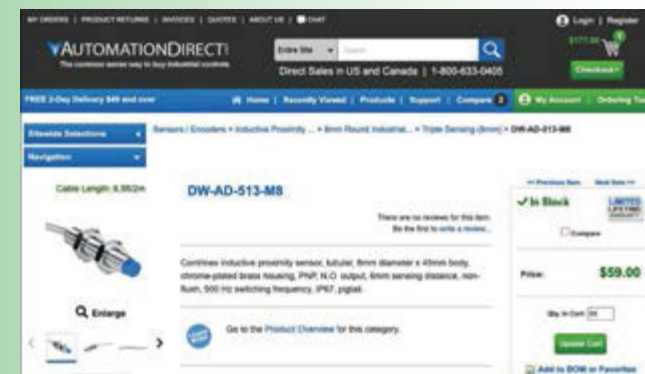 MY ORDERS | PRODUCT RETURNS | INVOICES | QUOTES | ABOUT US | CHAT
Login | Register
AUTOMATIONDIRECT
The common sense way to buy industrial controls
Entire Site
Search
$177.00
Direct Sales in US and Canada | 1-800-633-0405
Checkout
FREE 2-Day Delivery $49 and over
Home | Recently Viewed | Products | Support | Compare
My Account | Ordering
Sitewide Selections
Navigation
Sensors / Encoders > Inductive Proximity ... > 8mm Round Industrial... > Triple Sensing (8mm) >
Cable Length: 6.5ft/2m
DW-AD-513-M8
There are no reviews for this item.
Be the first to write a review...
<< Previous Item
Next Item >>
In Stock
LIMITED
LIFETIME
WARRANTY
Compare
Contrinex inductive proximity sensor, tubular, 8mm diameter x 45mm body,
chrome-plated brass housing, PNP, N.O. output, 6mm sensing distance, non-
flush, 500 Hz switching frequency, IP67, pigtail.
Price:
$59.00
Enlarge
Go to the Product Overview for this category.
Qty. in Cart:
Update Cart
Add to BOM or Favorites